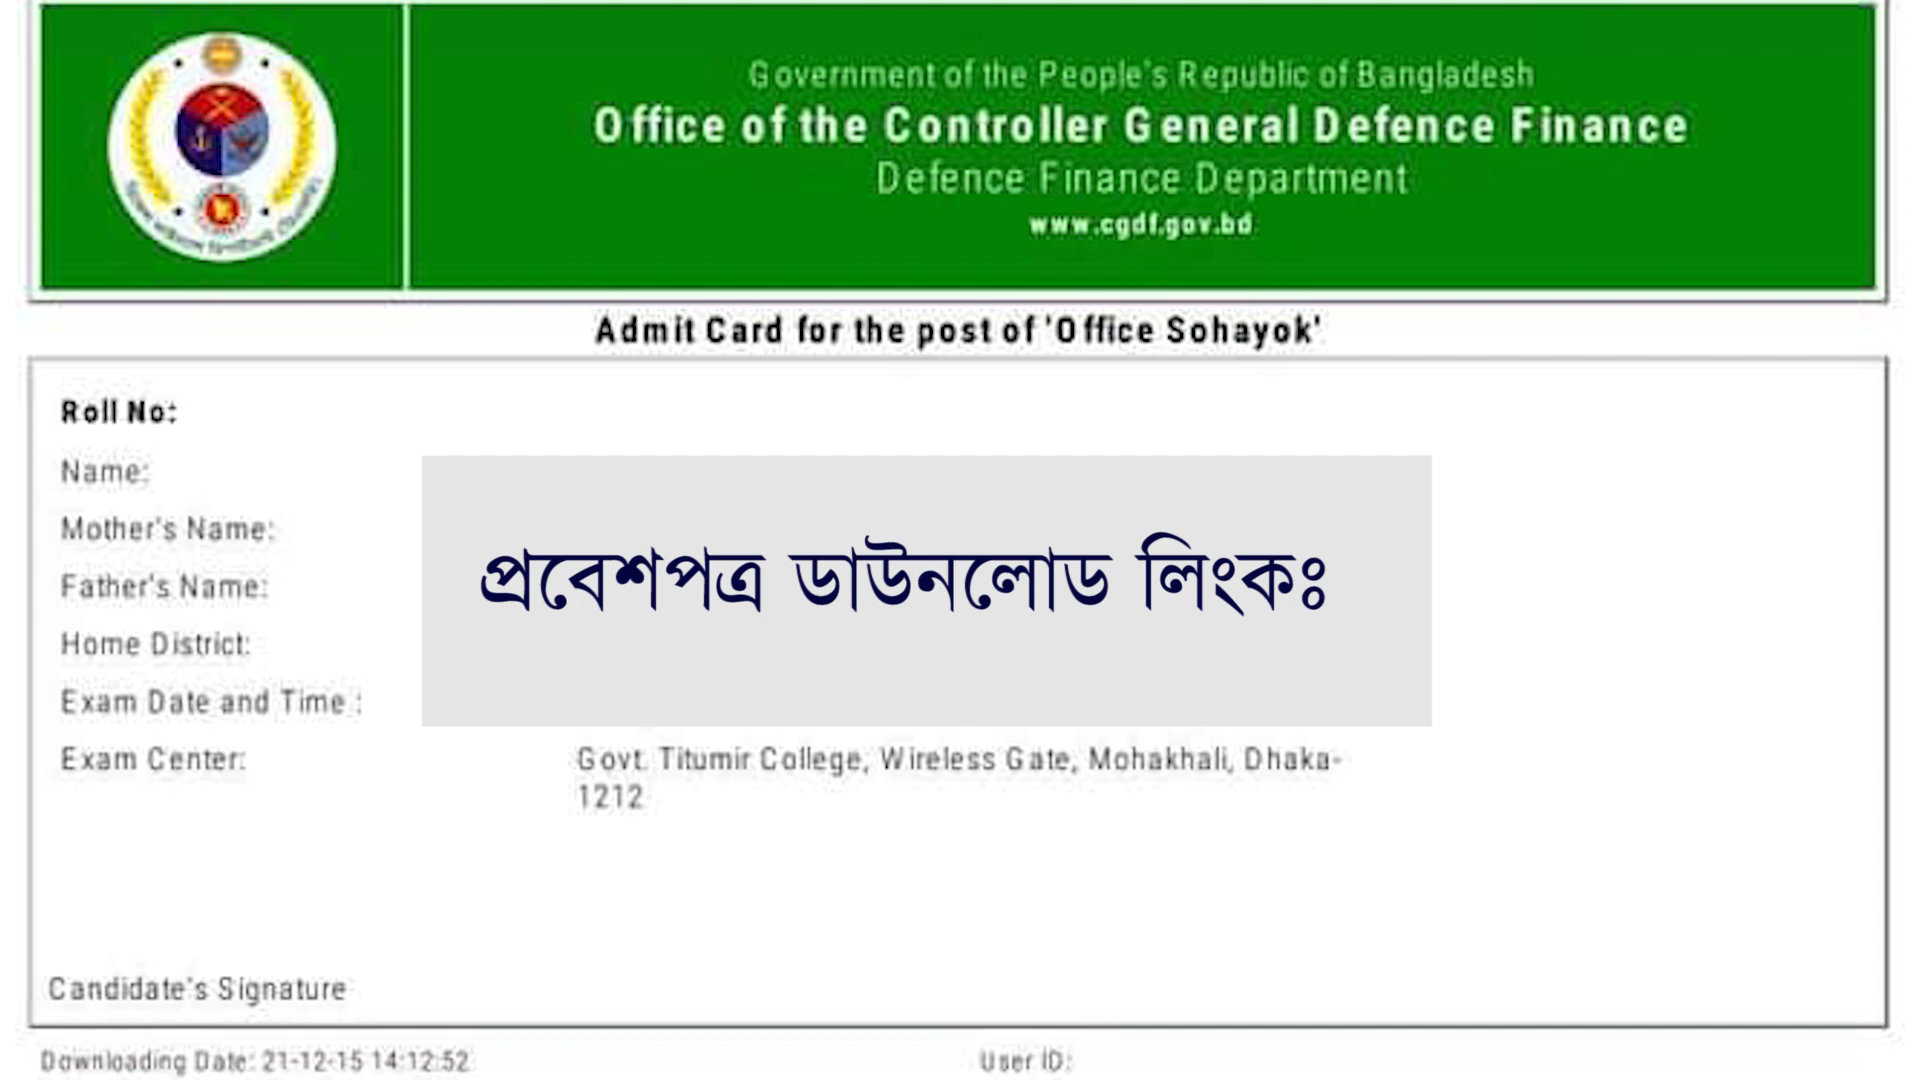 Government of the People's Republic of Bangladesh
Office of the Controller General Defence Finance
Defence Finance Department
www.cgdf.gov.bd
Admit Card for the post of 'Office Sohayok'
Roll No:
Name:
Mother's Name:
Father's Name:
Home District:
Exam Date and Time :
প্রবেশপত্র ডাউনলোড লিংকঃ
Exam Center: Govt. Titumir College, Wireless Gate, Mohakhali, Dhaka-
1212
Candidate's Signature
Downloading Date: 21-12-15 14:12:52 User ID: